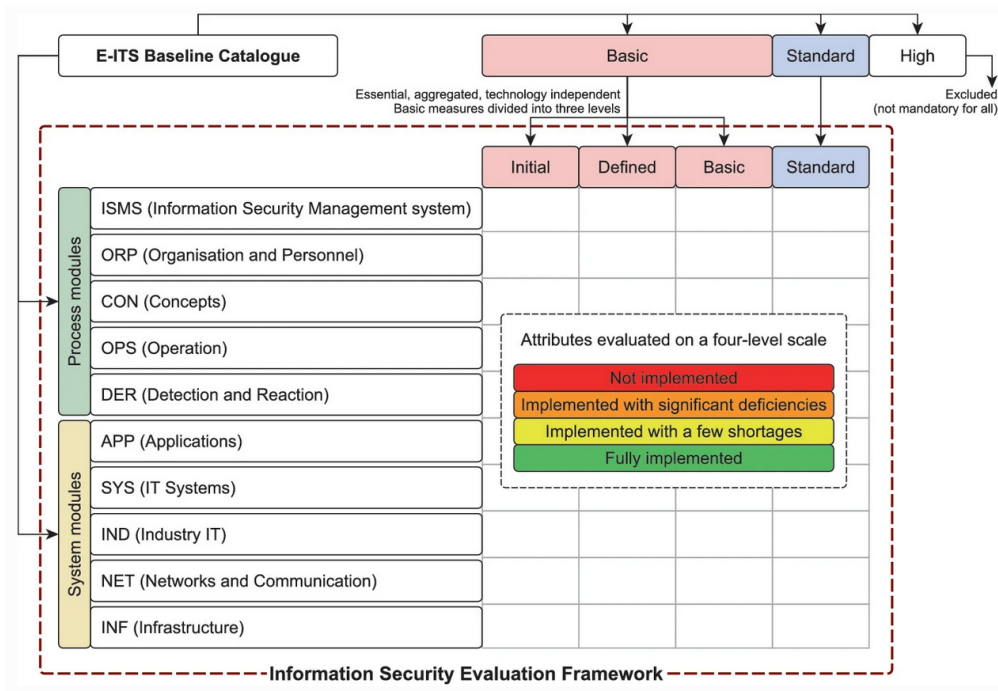 E-ITS Baseline Catalogue
Basic
Standard
High
Essential, aggregated, technology independent
Basic measures divided into three levels
Excluded
(not mandatory for all)
Initial
Defined
Basic
Standard
Process modules
ISMS (Information Security Management system)
ORP (Organisation and Personnel)
CON (Concepts)
OPS (Operation)
DER (Detection and Reaction)
System modules
APP (Applications)
SYS (IT Systems)
IND (Industry IT)
NET (Networks and Communication)
INF (Infrastructure)
Attributes evaluated on a four-level scale
Not implemented
Implemented with significant deficiencies
Implemented with a few shortages
Fully implemented
Information Security Evaluation Framework